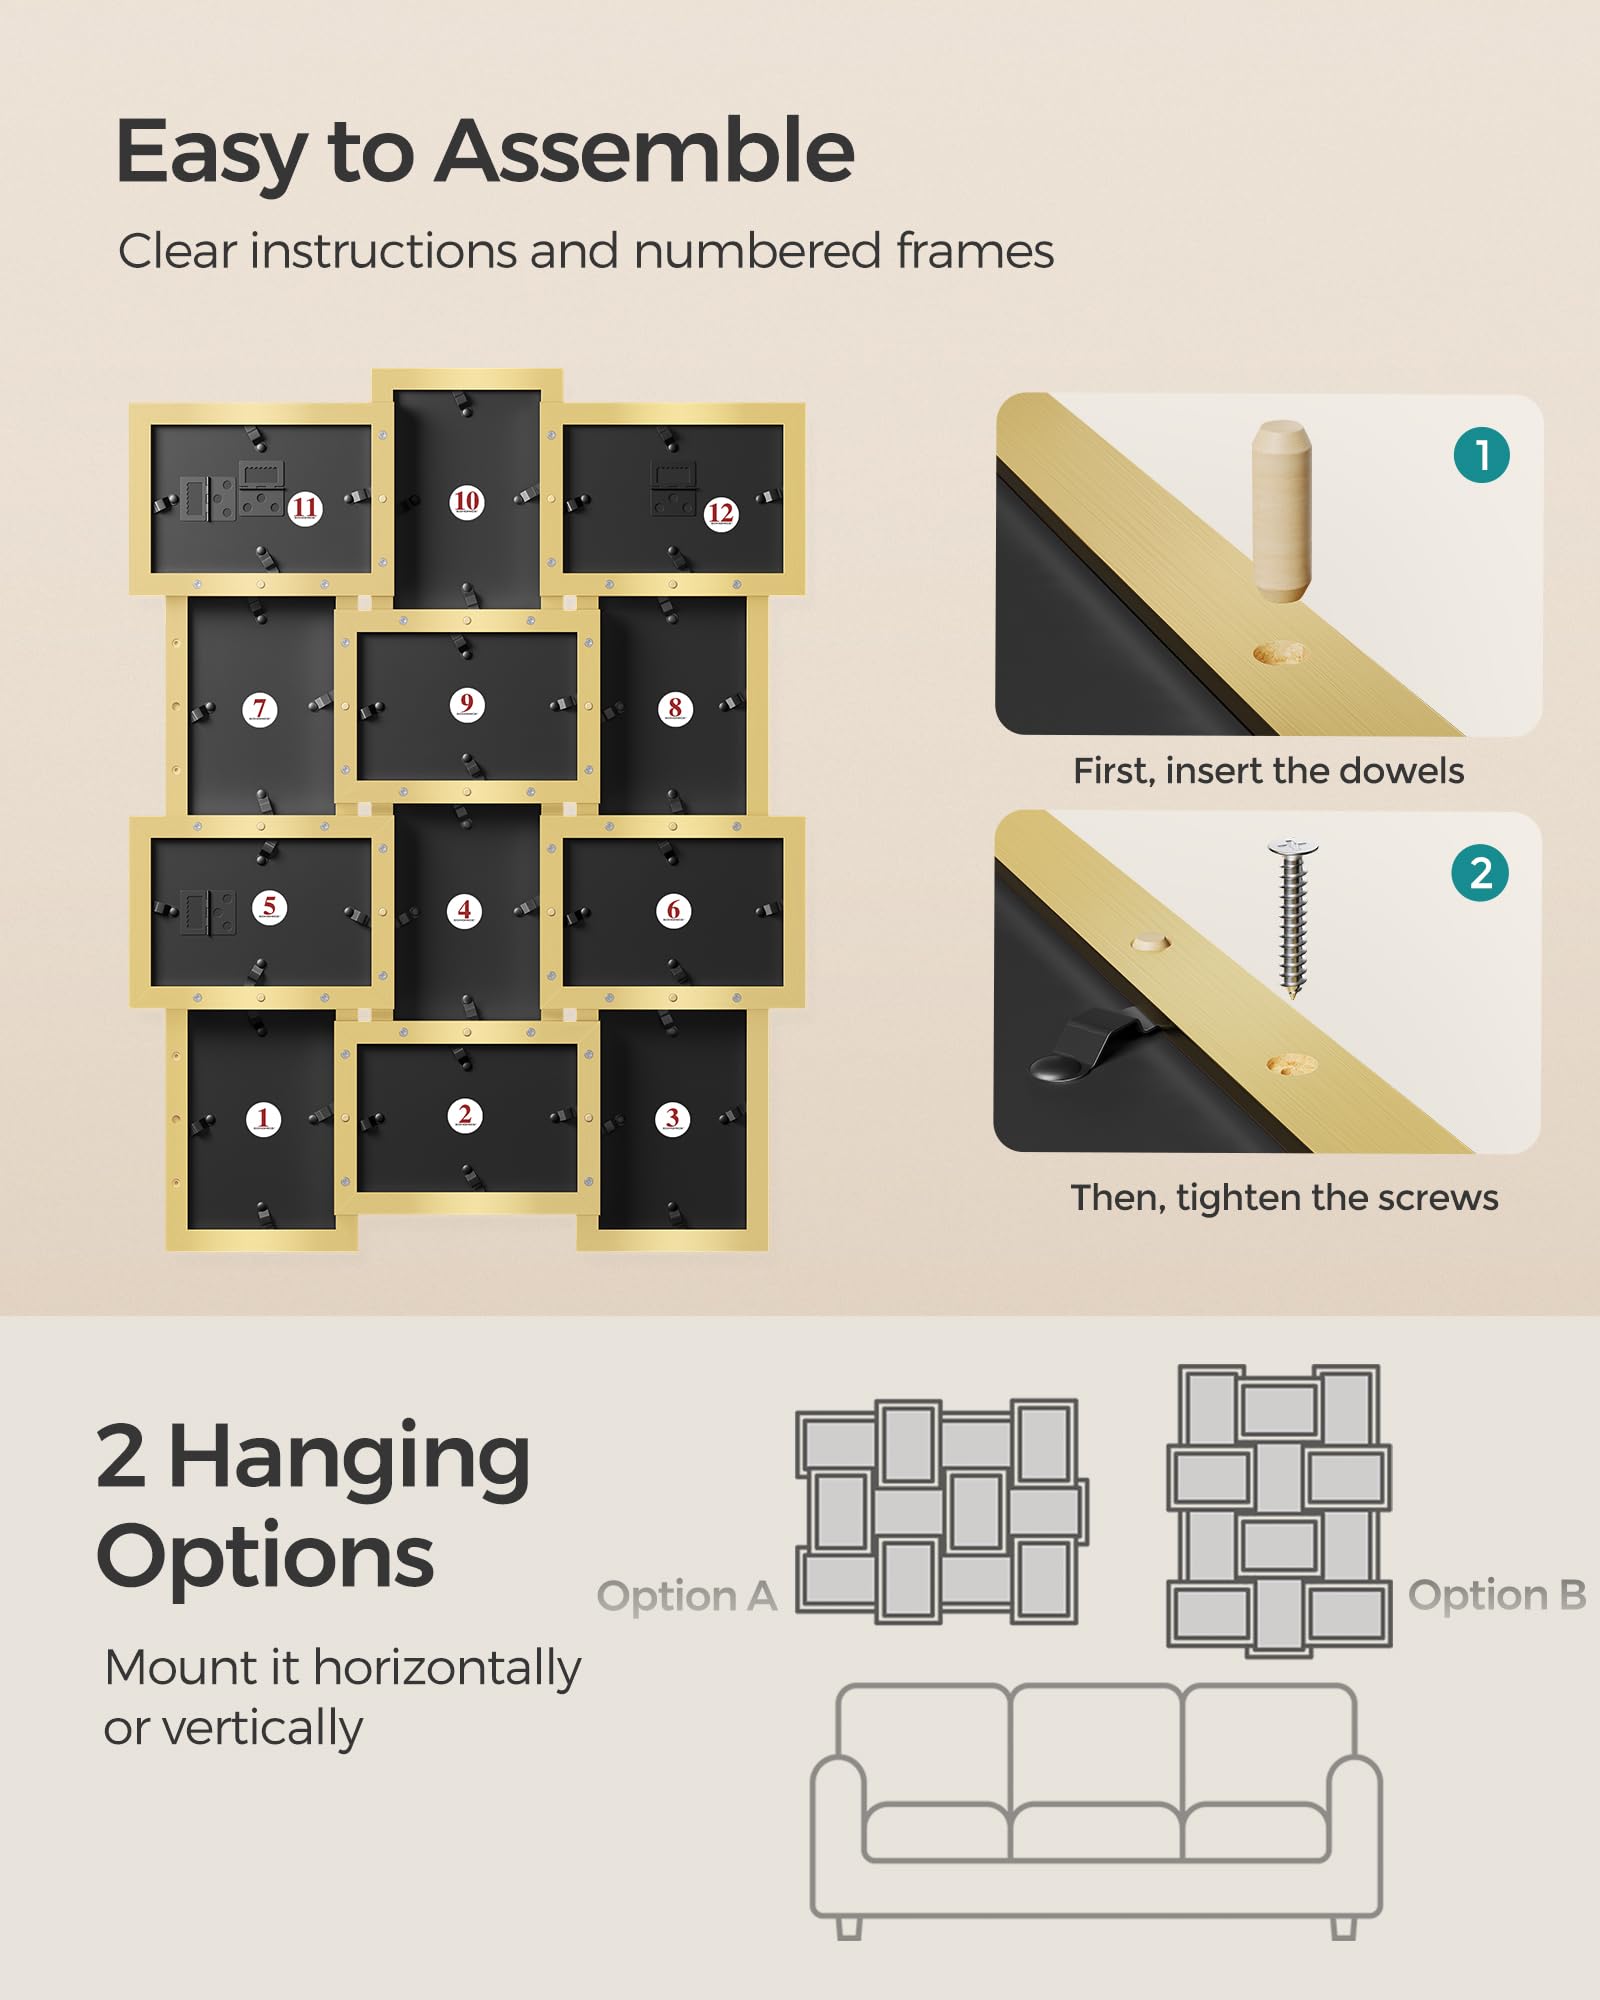 Easy to Assemble
Clear instructions and numbered frames
11
10
12
7
9
8
5
4
6
1
2
3
1
First, insert the dowels
2
Then, tighten the screws
2 Hanging
Options
Mount it horizontally
or vertically
Option A
Option B